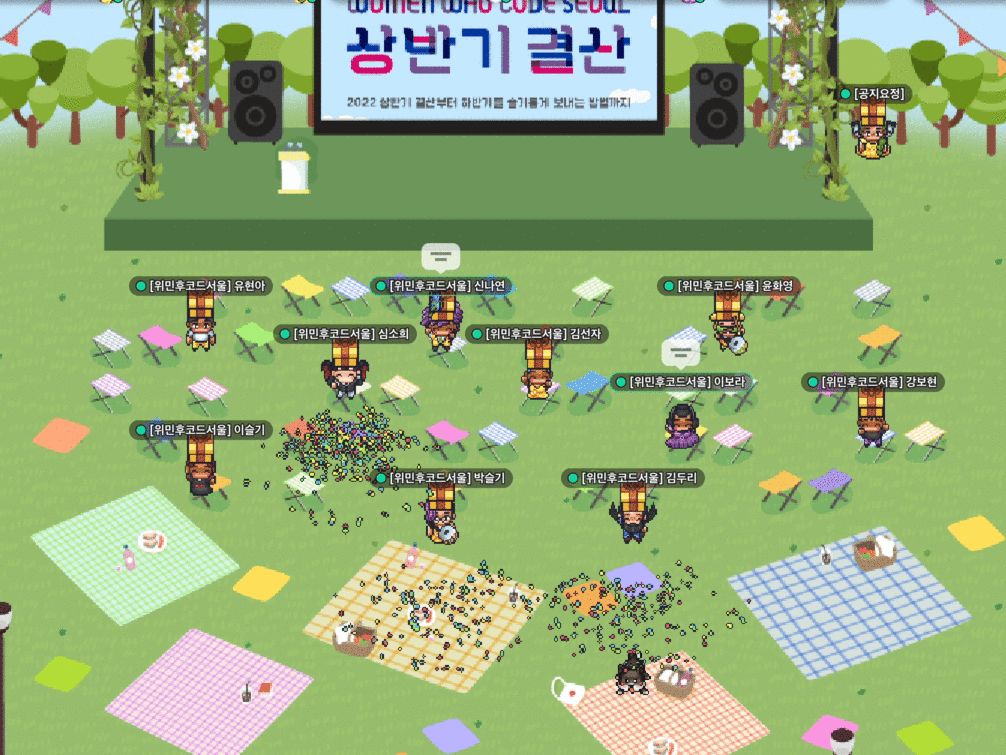 WOMEN WHO CODE SEOUL
상반기 결산
2022 상반기 결산부터 하반기를 슬기롭게 보내는 방법까지
[공지요정]
[위민후코드서울] 유현아
[위민후코드서울] 신나연
[위민후코드서울] 윤화영
[위민후코드서울] 심소희
[위민후코드서울] 김선자
[위민후코드서울] 이보라
[위민후코드서울] 강보현
[위민후코드서울] 이슬기
[위민후코드서울] 박슬기
[위민후코드서울] 김두리